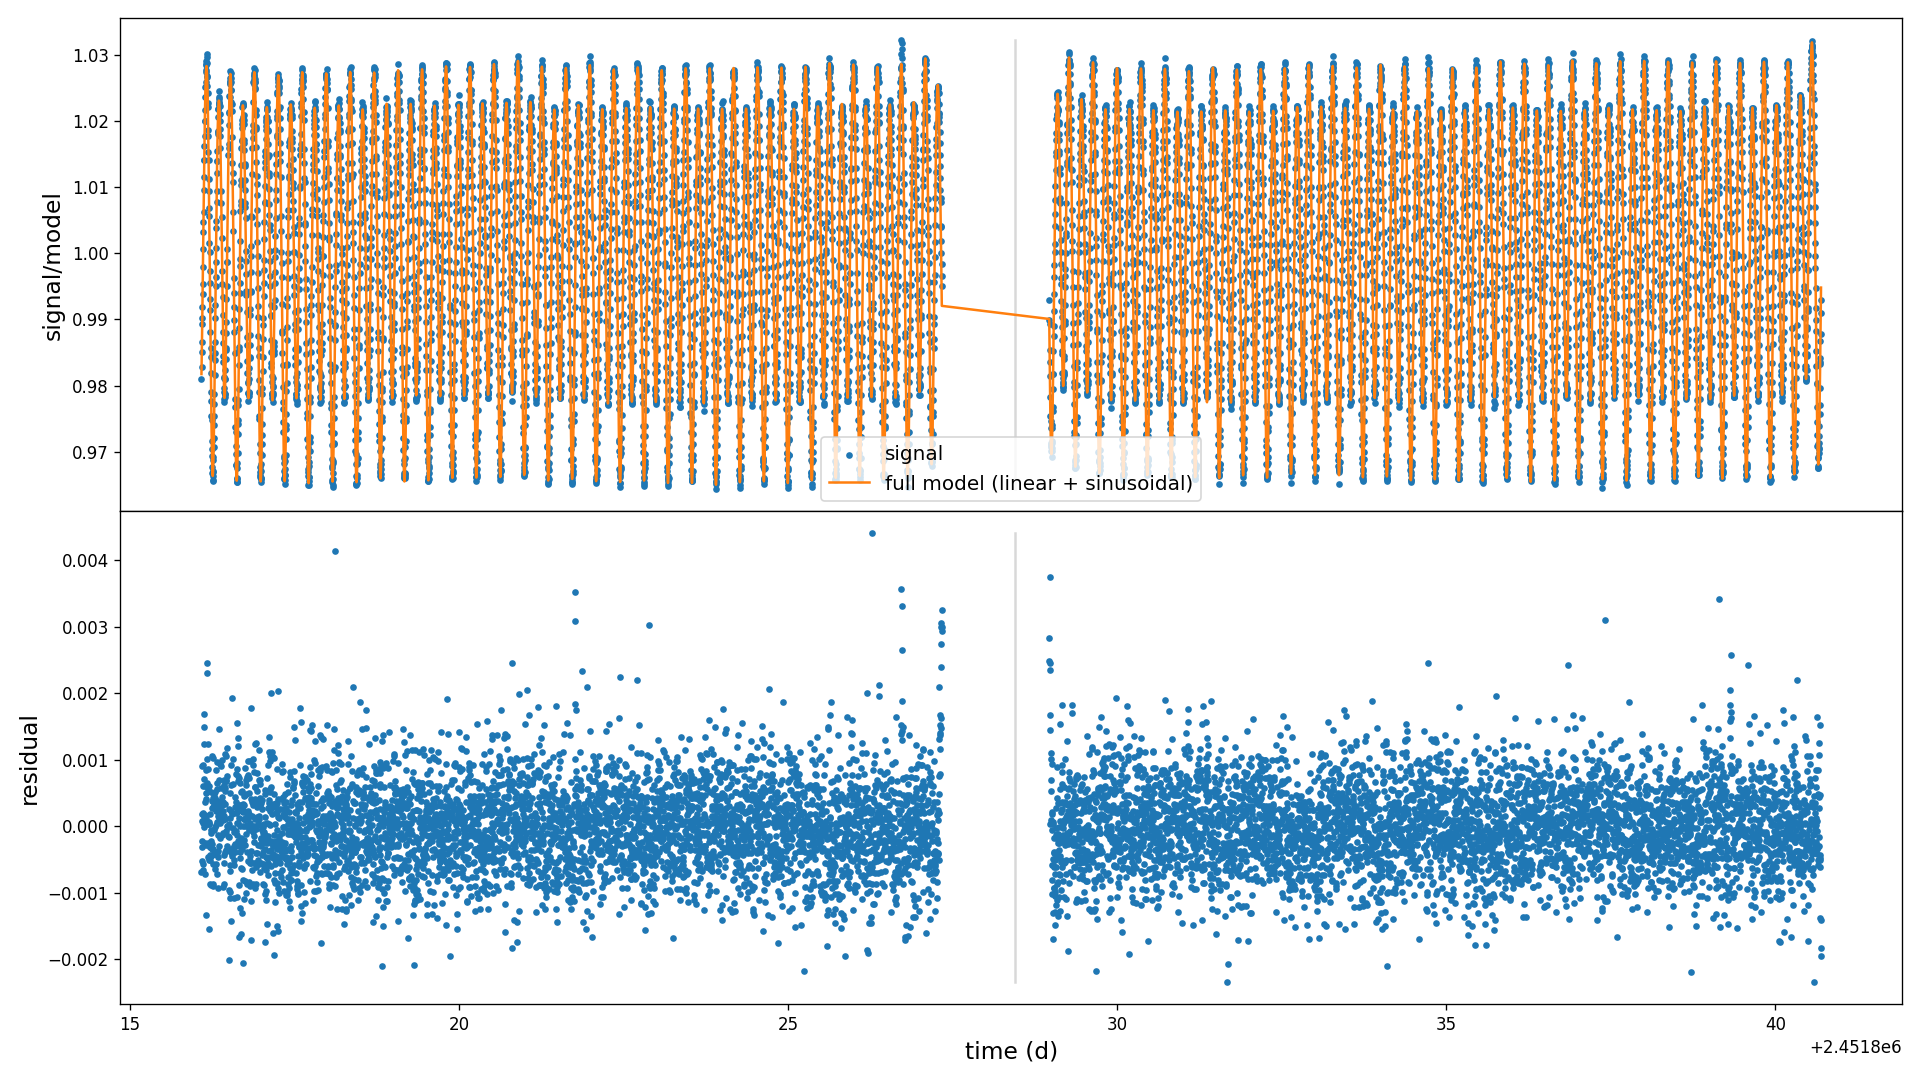 signal/model
1.03
1.02
1.01
1.00
0.99
0.98
0.97
signal
full model (linear + sinusoidal)
residual
0.004
0.003
0.002
0.001
0.000
−0.001
−0.002
15 20 25 30 35 40
time (d)
+2.4518e6